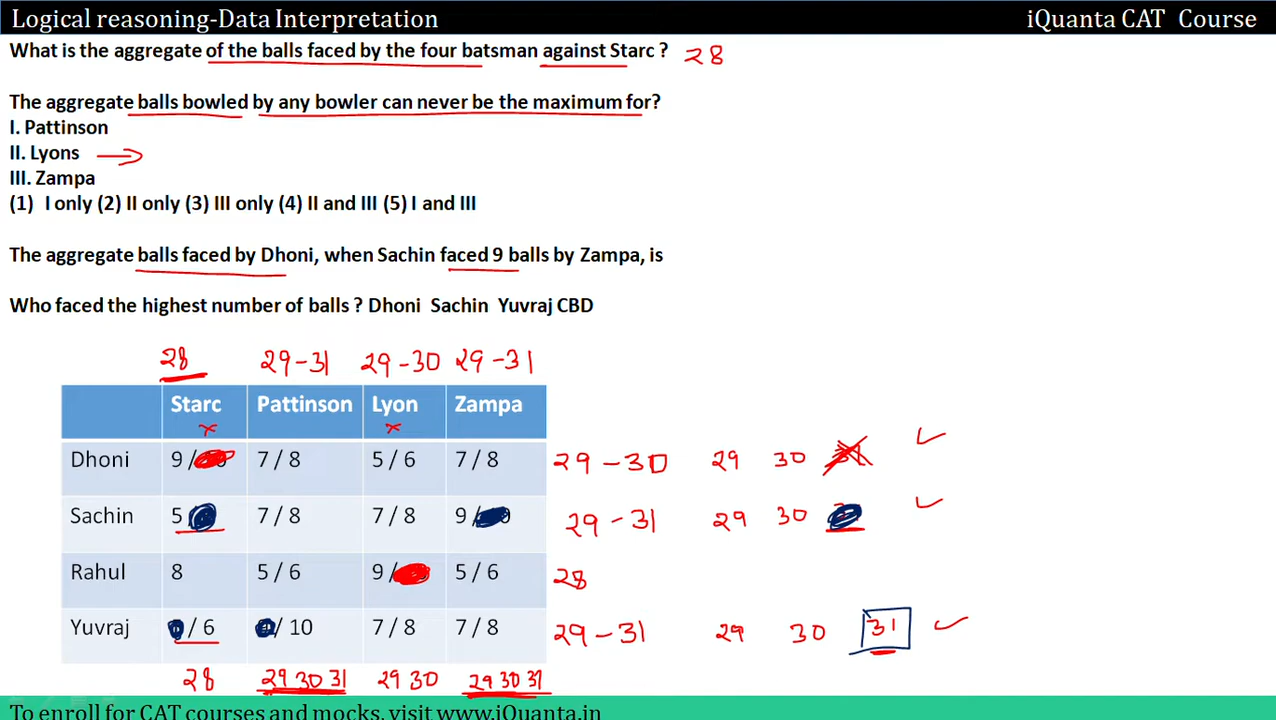 Logical reasoning-Data Interpretation iQuanta CAT Course
What is the aggregate of the balls faced by the four batsman against Starc ? 28
The aggregate balls bowled by any bowler can never be the maximum for?
I. Pattinson
II. Lyons
III. Zampa
(1) I only (2) II only (3) III only (4) II and III (5) I and III
The aggregate balls faced by Dhoni, when Sachin faced 9 balls by Zampa, is
Who faced the highest number of balls ? Dhoni Sachin Yuvraj CBD
28 29-31 29-30 29-31
Starc Pattinson Lyon Zampa
Dhoni 9 / 7 / 8 5 / 6 7 / 8 29-30 29 30
Sachin 5 7 / 8 7 / 8 9 / 29-31 29 30
Rahul 8 5 / 6 9 / 5 / 6 28
Yuvraj / 6 / 10 7 / 8 7 / 8 29-31 29 30 31
28 29 30 31 29 30 29 30 31
To enroll for CAT courses and mocks, visit www.iQuanta.in